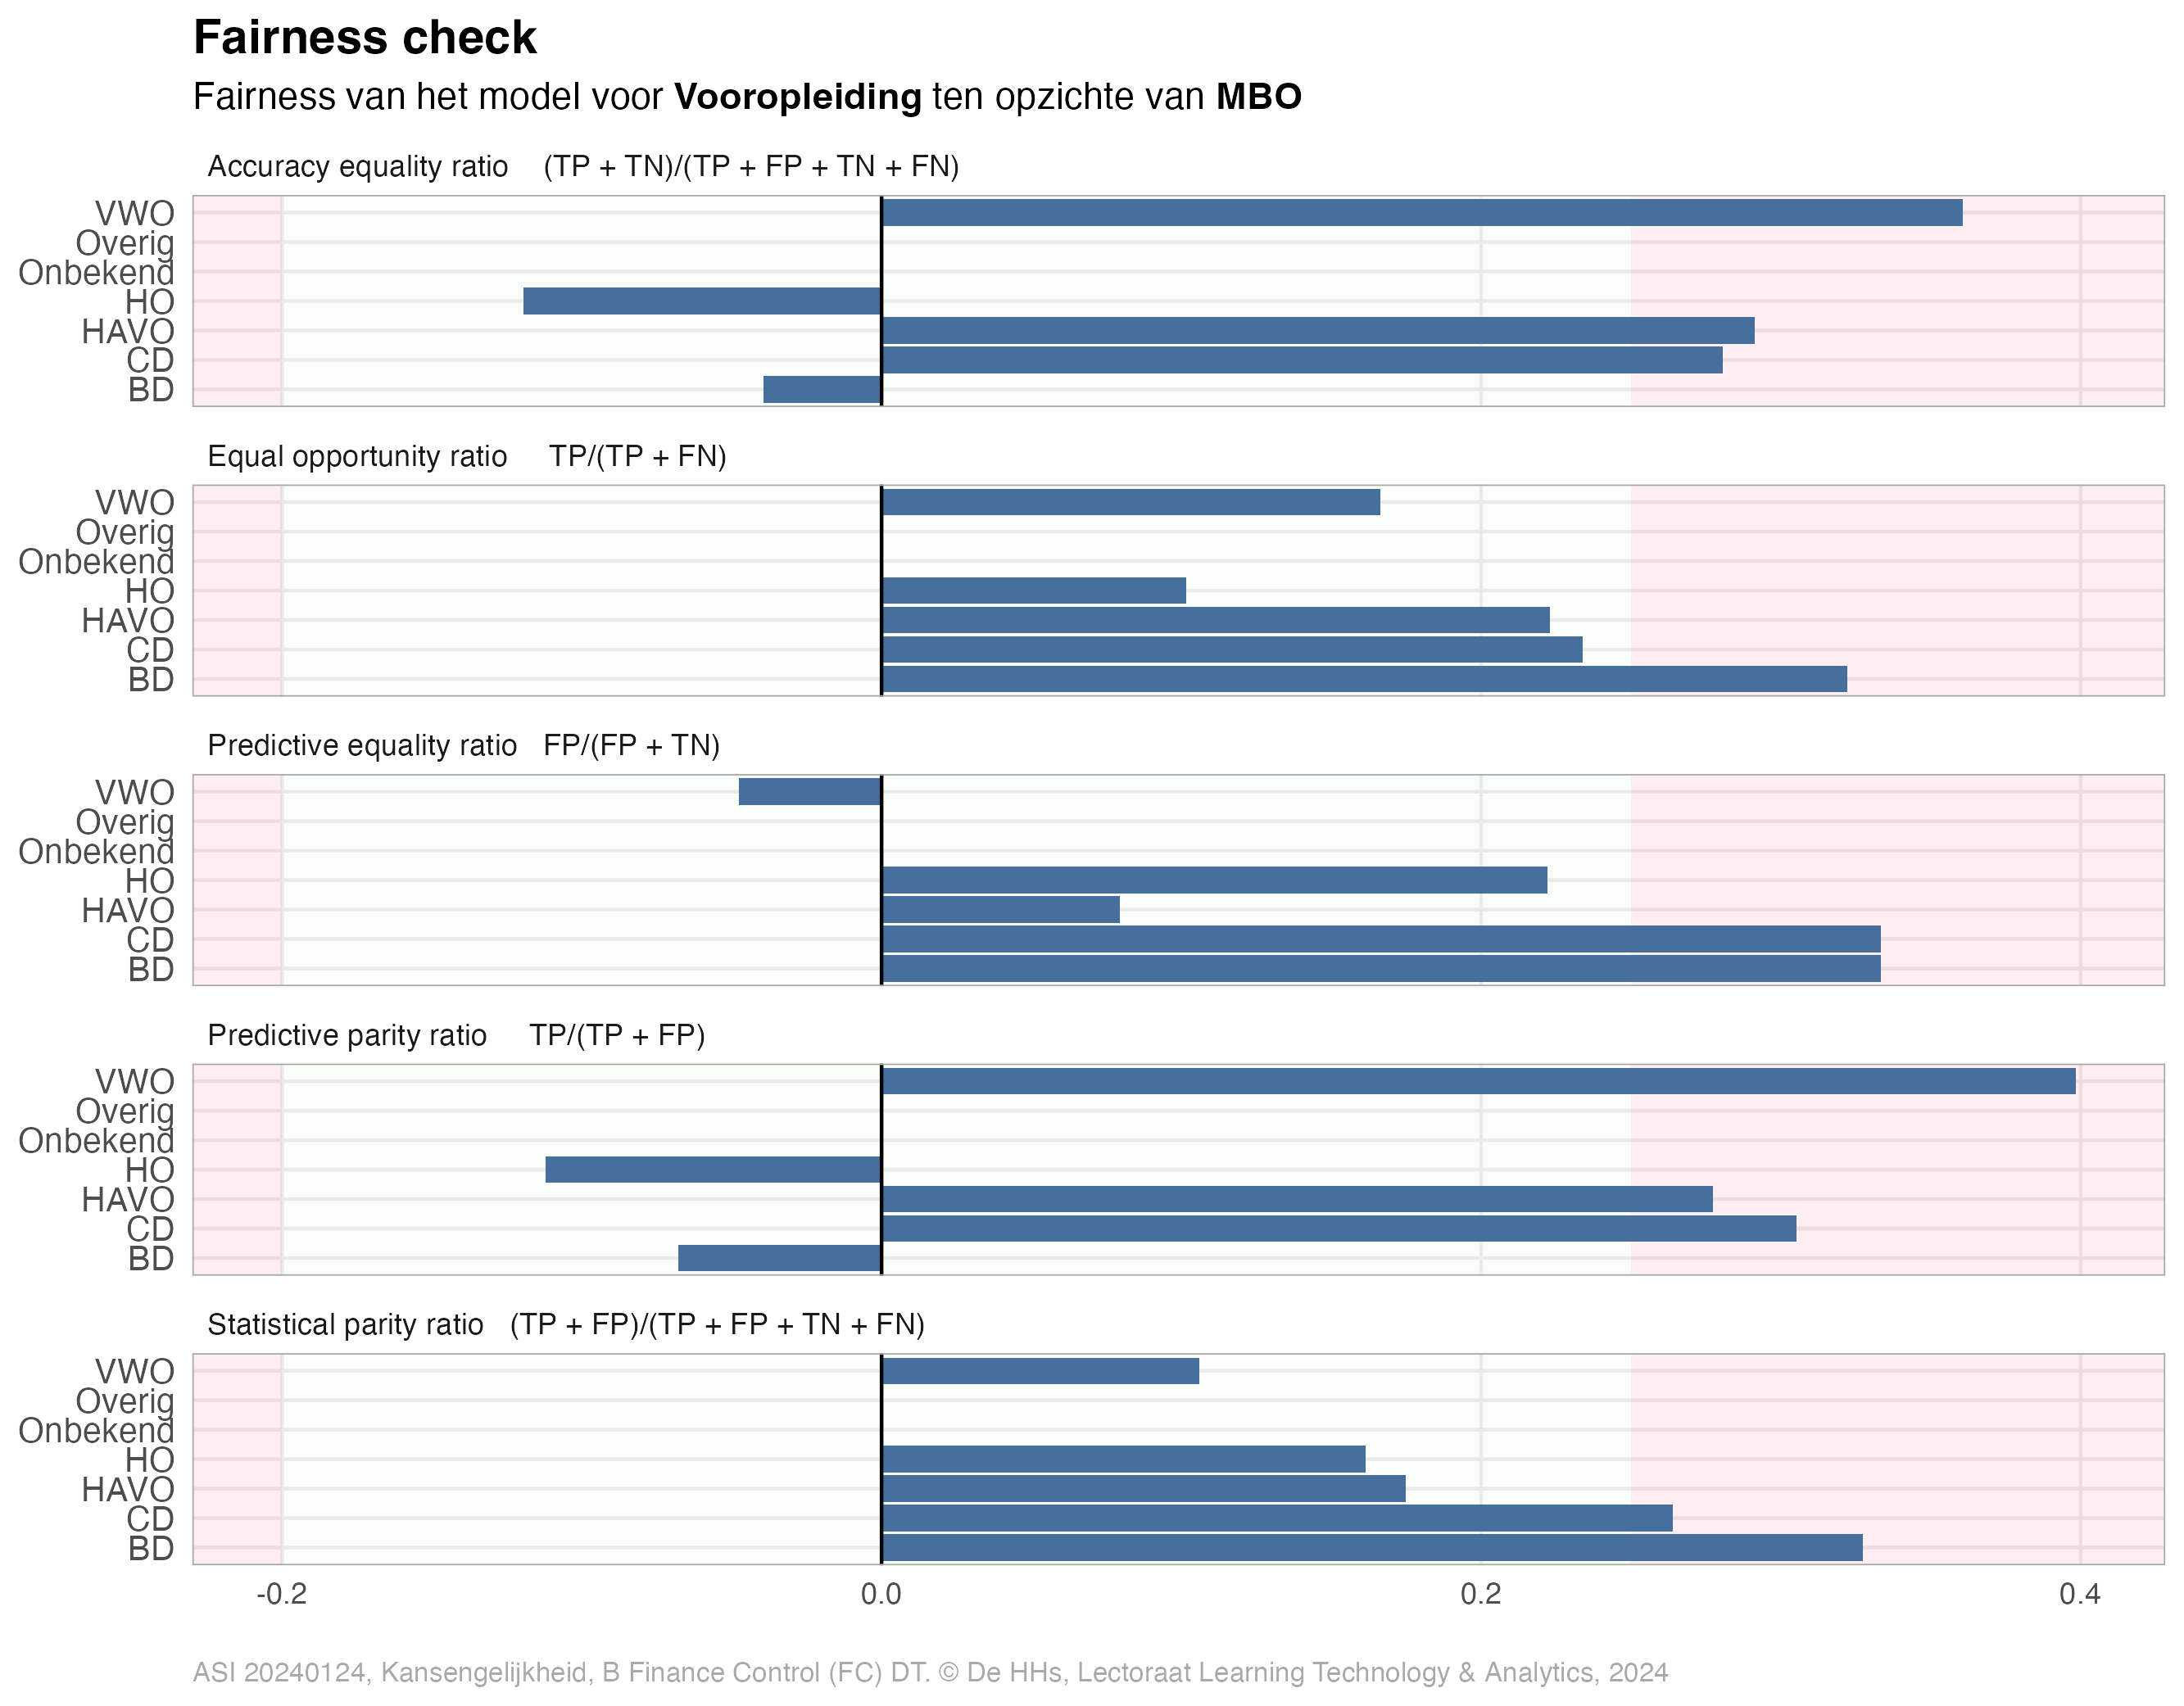 Fairness check
Fairness van het model voor Vooropleiding ten opzichte van MBO
Accuracy equality ratio (TP + TN)/(TP + FP + TN + FN)
VWO
Overig
Onbekend
HO
HAVO
CD
BD
Equal opportunity ratio TP/(TP + FN)
VWO
Overig
Onbekend
HO
HAVO
CD
BD
Predictive equality ratio FP/(FP + TN)
VWO
Overig
Onbekend
HO
HAVO
CD
BD
Predictive parity ratio TP/(TP + FP)
VWO
Overig
Onbekend
HO
HAVO
CD
BD
Statistical parity ratio (TP + FP)/(TP + FP + TN + FN)
VWO
Overig
Onbekend
HO
HAVO
CD
BD
-0.2 0.0 0.2 0.4
ASI 20240124, Kansengelijkheid, B Finance Control (FC) DT. © De HHs, Lectoraat Learning Technology & Analytics, 2024